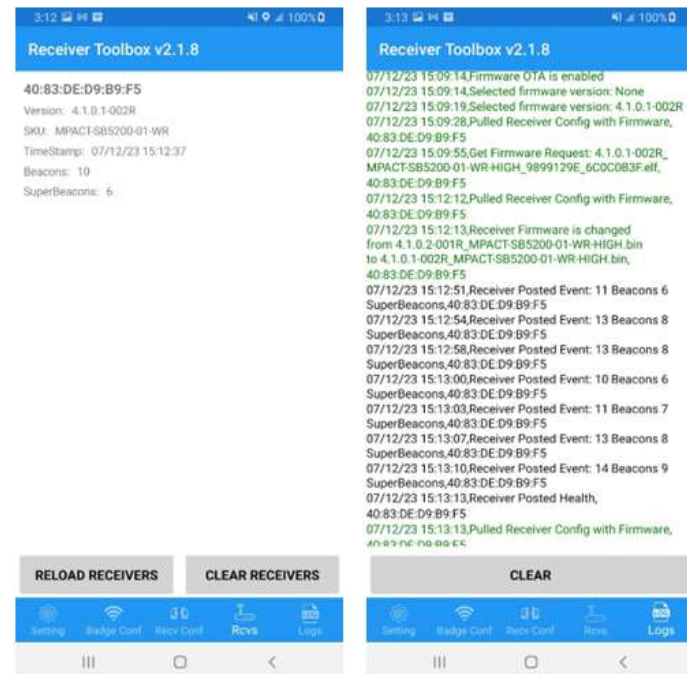 3:12 100%
Receiver Toolbox v2.1.8
40:83:DE:D9:B9:F5
Version: 4.1.0.1-002R
SKU: MPACT-SB5200-01-WR
TimeStamp: 07/12/23 15:12:37
Beacons: 10
SuperBeacons: 6
RELOAD RECEIVERS CLEAR RECEIVERS
Setting Badge Conf Recv Conf Rcvs Logs
3:13 100%
Receiver Toolbox v2.1.8
07/12/23 15:09:14,Firmware OTA is enabled
07/12/23 15:09:14,Selected firmware version: None
07/12/23 15:09:19,Selected firmware version: 4.1.0.1-002R
07/12/23 15:09:28,Pulled Receiver Config with Firmware,
40:83:DE:D9:B9:F5
07/12/23 15:09:55,Get Firmware Request: 4.1.0.1-002R_
MPACT-SB5200-01-WR-HIGH_9899129E_6C0C0B3F.elf,
40:83:DE:D9:B9:F5
07/12/23 15:12:12,Pulled Receiver Config with Firmware,
40:83:DE:D9:B9:F5
07/12/23 15:12:13,Receiver Firmware is changed
from 4.1.0.2-001R_MPACT-SB5200-01-WR-HIGH.bin
to 4.1.0.1-002R_MPACT-SB5200-01-WR-HIGH.bin,
40:83:DE:D9:B9:F5
07/12/23 15:12:51,Receiver Posted Event: 11 Beacons 6
SuperBeacons,40:83:DE:D9:B9:F5
07/12/23 15:12:54,Receiver Posted Event: 13 Beacons 8
SuperBeacons,40:83:DE:D9:B9:F5
07/12/23 15:12:58,Receiver Posted Event: 13 Beacons 8
SuperBeacons,40:83:DE:D9:B9:F5
07/12/23 15:13:00,Receiver Posted Event: 10 Beacons 6
SuperBeacons,40:83:DE:D9:B9:F5
07/12/23 15:13:03,Receiver Posted Event: 11 Beacons 7
SuperBeacons,40:83:DE:D9:B9:F5
07/12/23 15:13:07,Receiver Posted Event: 13 Beacons 8
SuperBeacons,40:83:DE:D9:B9:F5
07/12/23 15:13:10,Receiver Posted Event: 14 Beacons 9
SuperBeacons,40:83:DE:D9:B9:F5
07/12/23 15:13:13,Receiver Posted Health,
40:83:DE:D9:B9:F5
07/12/23 15:13:13,Pulled Receiver Config with Firmware,
40:83:DE:D9:B9:F5
CLEAR
Setting Badge Conf Recv Conf Rcvs Logs